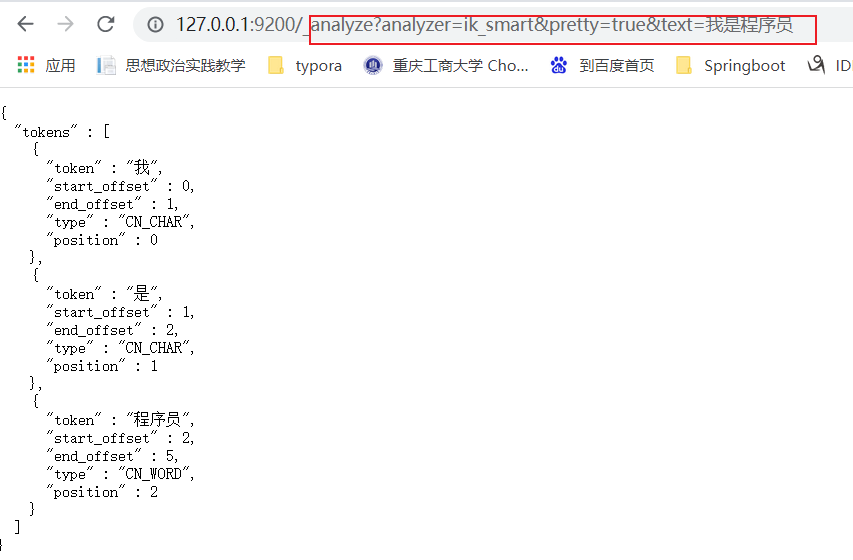 127.0.0.1:9200/_analyze?analyzer=ik_smart&pretty=true&text=我是程序员
应用 思想政治实践教学 typora 重庆工商大学 Cho... 到百度首页 Springboot ID
{
"tokens" : [
{
"token" : "我",
"start_offset" : 0,
"end_offset" : 1,
"type" : "CN_CHAR",
"position" : 0
},
{
"token" : "是",
"start_offset" : 1,
"end_offset" : 2,
"type" : "CN_CHAR",
"position" : 1
},
{
"token" : "程序员",
"start_offset" : 2,
"end_offset" : 5,
"type" : "CN_WORD",
"position" : 2
}
]
}